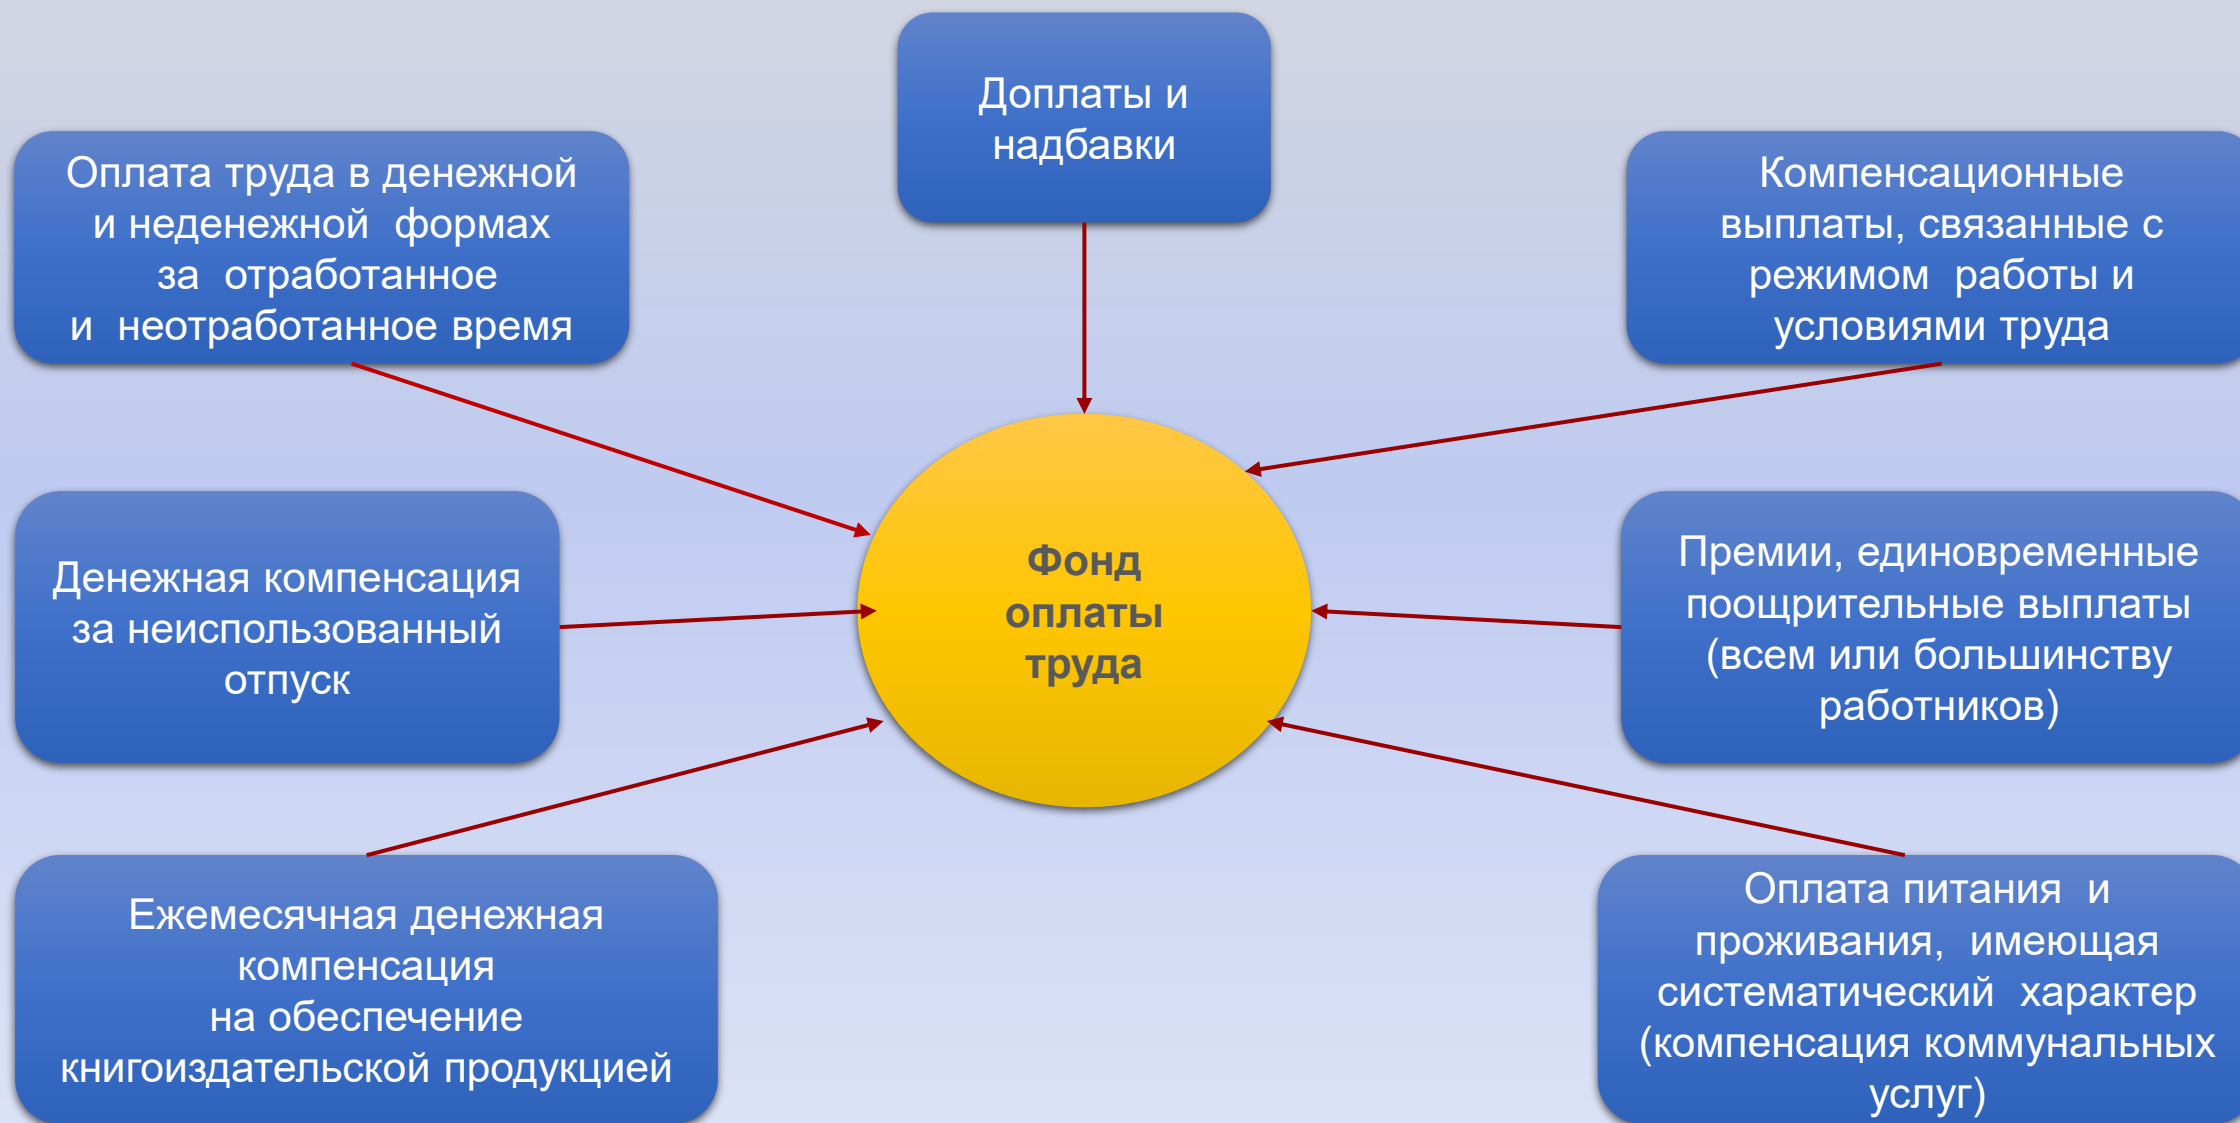 Доплаты и
надбавки
Оплата труда в денежной
и неденежной формах
за отработанное
и неотработанное время
Компенсационные
выплаты, связанные с
режимом работы и
условиями труда
Денежная компенсация
за неиспользованный
отпуск
Фонд
оплаты
труда
Премии, единовременные
поощрительные выплаты
(всем или большинству
работников)
Ежемесячная денежная
компенсация
на обеспечение
книгоиздательской продукцией
Оплата питания и
проживания, имеющая
систематический характер
(компенсация коммунальных
услуг)